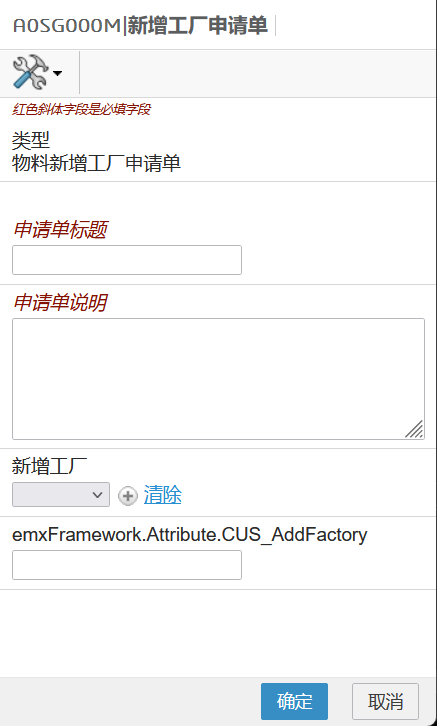 A0SG000M|新增工厂申请单
红色斜体字段是必填字段
类型
物料新增工厂申请单
申请单标题
申请单说明
新增工厂
清除
emxFramework.Attribute.CUS_AddFactory
确定 取消